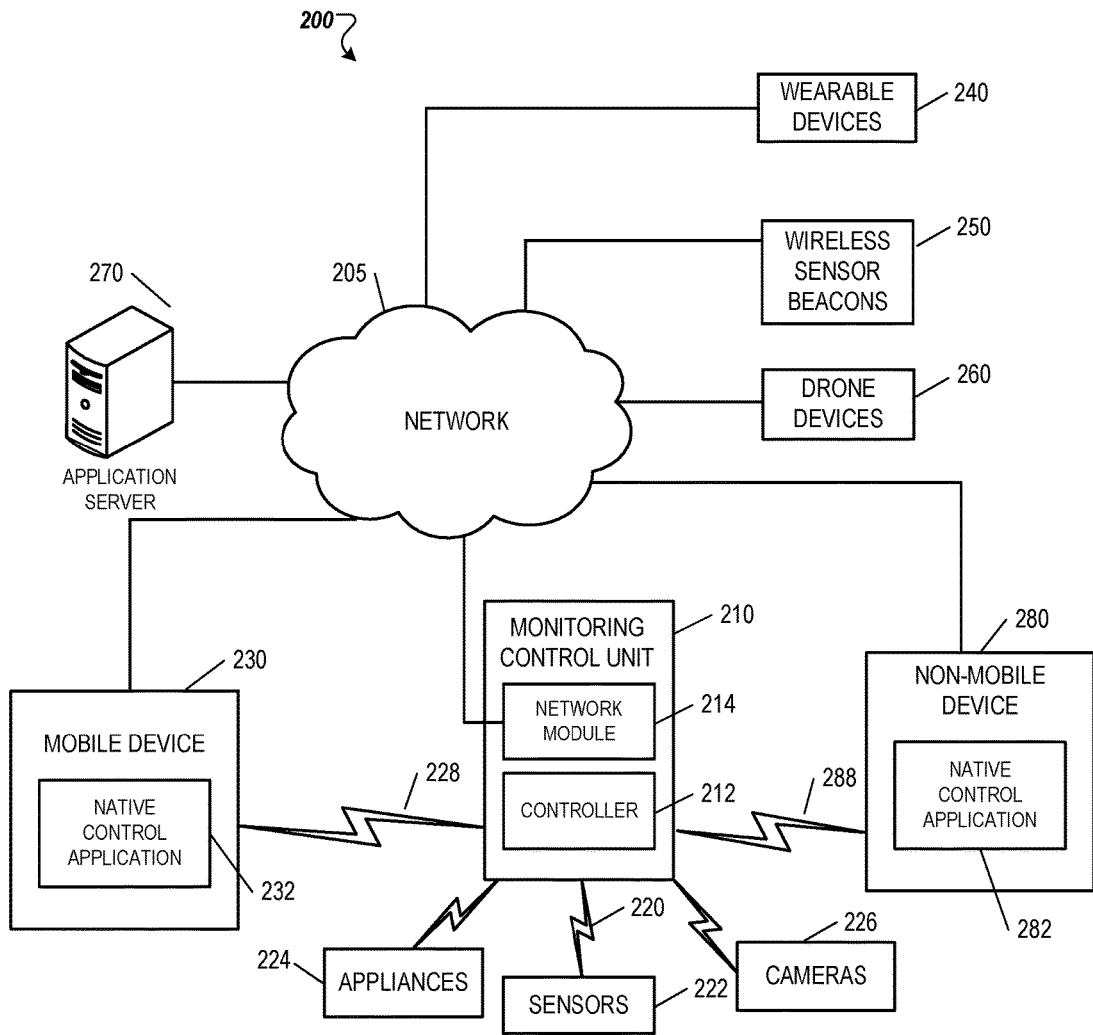 200
WEARABLE
DEVICES
240
WIRELESS
SENSOR
BEACONS
250
270
205
DRONE
DEVICES
260
NETWORK
APPLICATION
SERVER
MONITORING
CONTROL UNIT
210
280
230
NON-MOBILE
DEVICE
NETWORK
MODULE
214
MOBILE DEVICE
228
288
NATIVE
CONTROL
APPLICATION
CONTROLLER
212
NATIVE
CONTROL
APPLICATION
232
220
226
282
224
APPLIANCES
CAMERAS
SENSORS
222